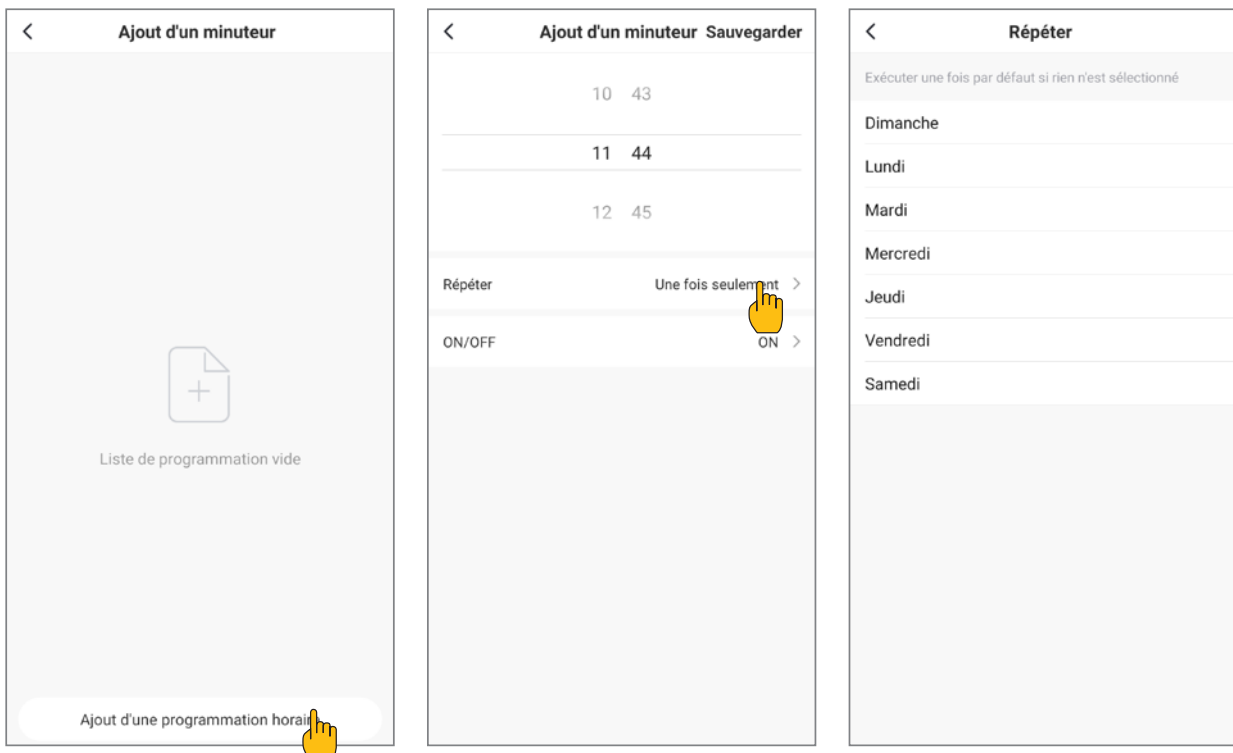 Ajout d'un minuteur
Liste de programmation vide
Ajout d'une programmation horaire
Ajout d'un minuteur Sauvegarder
10 43
11 44
12 45
Répéter Une fois seulement
ON/OFF ON
Répéter
Exécuter une fois par défaut si rien n'est sélectionné
Dimanche
Lundi
Mardi
Mercredi
Jeudi
Vendredi
Samedi